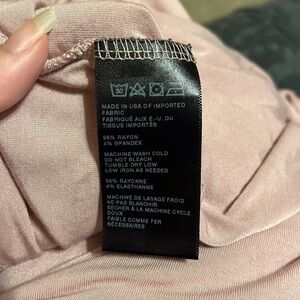 MADE IN USA OF IMPORTED
FABRIC
FABRIQUÉ AUX É.-U. DU
TISSUS IMPORTÉS
96% RAYON
4% SPANDEX
MACHINE WASH COLD
DO NOT BLEACH
TUMBLE DRY LOW
LOW IRON AS NEEDED
96% RAYONNE
4% ELASTHANNE
MACHINE DE LAVAGE FROID
NE PAS BLANCHIR
SÉCHER À LA MACHINE CYCLE
DOUX
FAIBLE COMME FER
NÉCESSAIRES